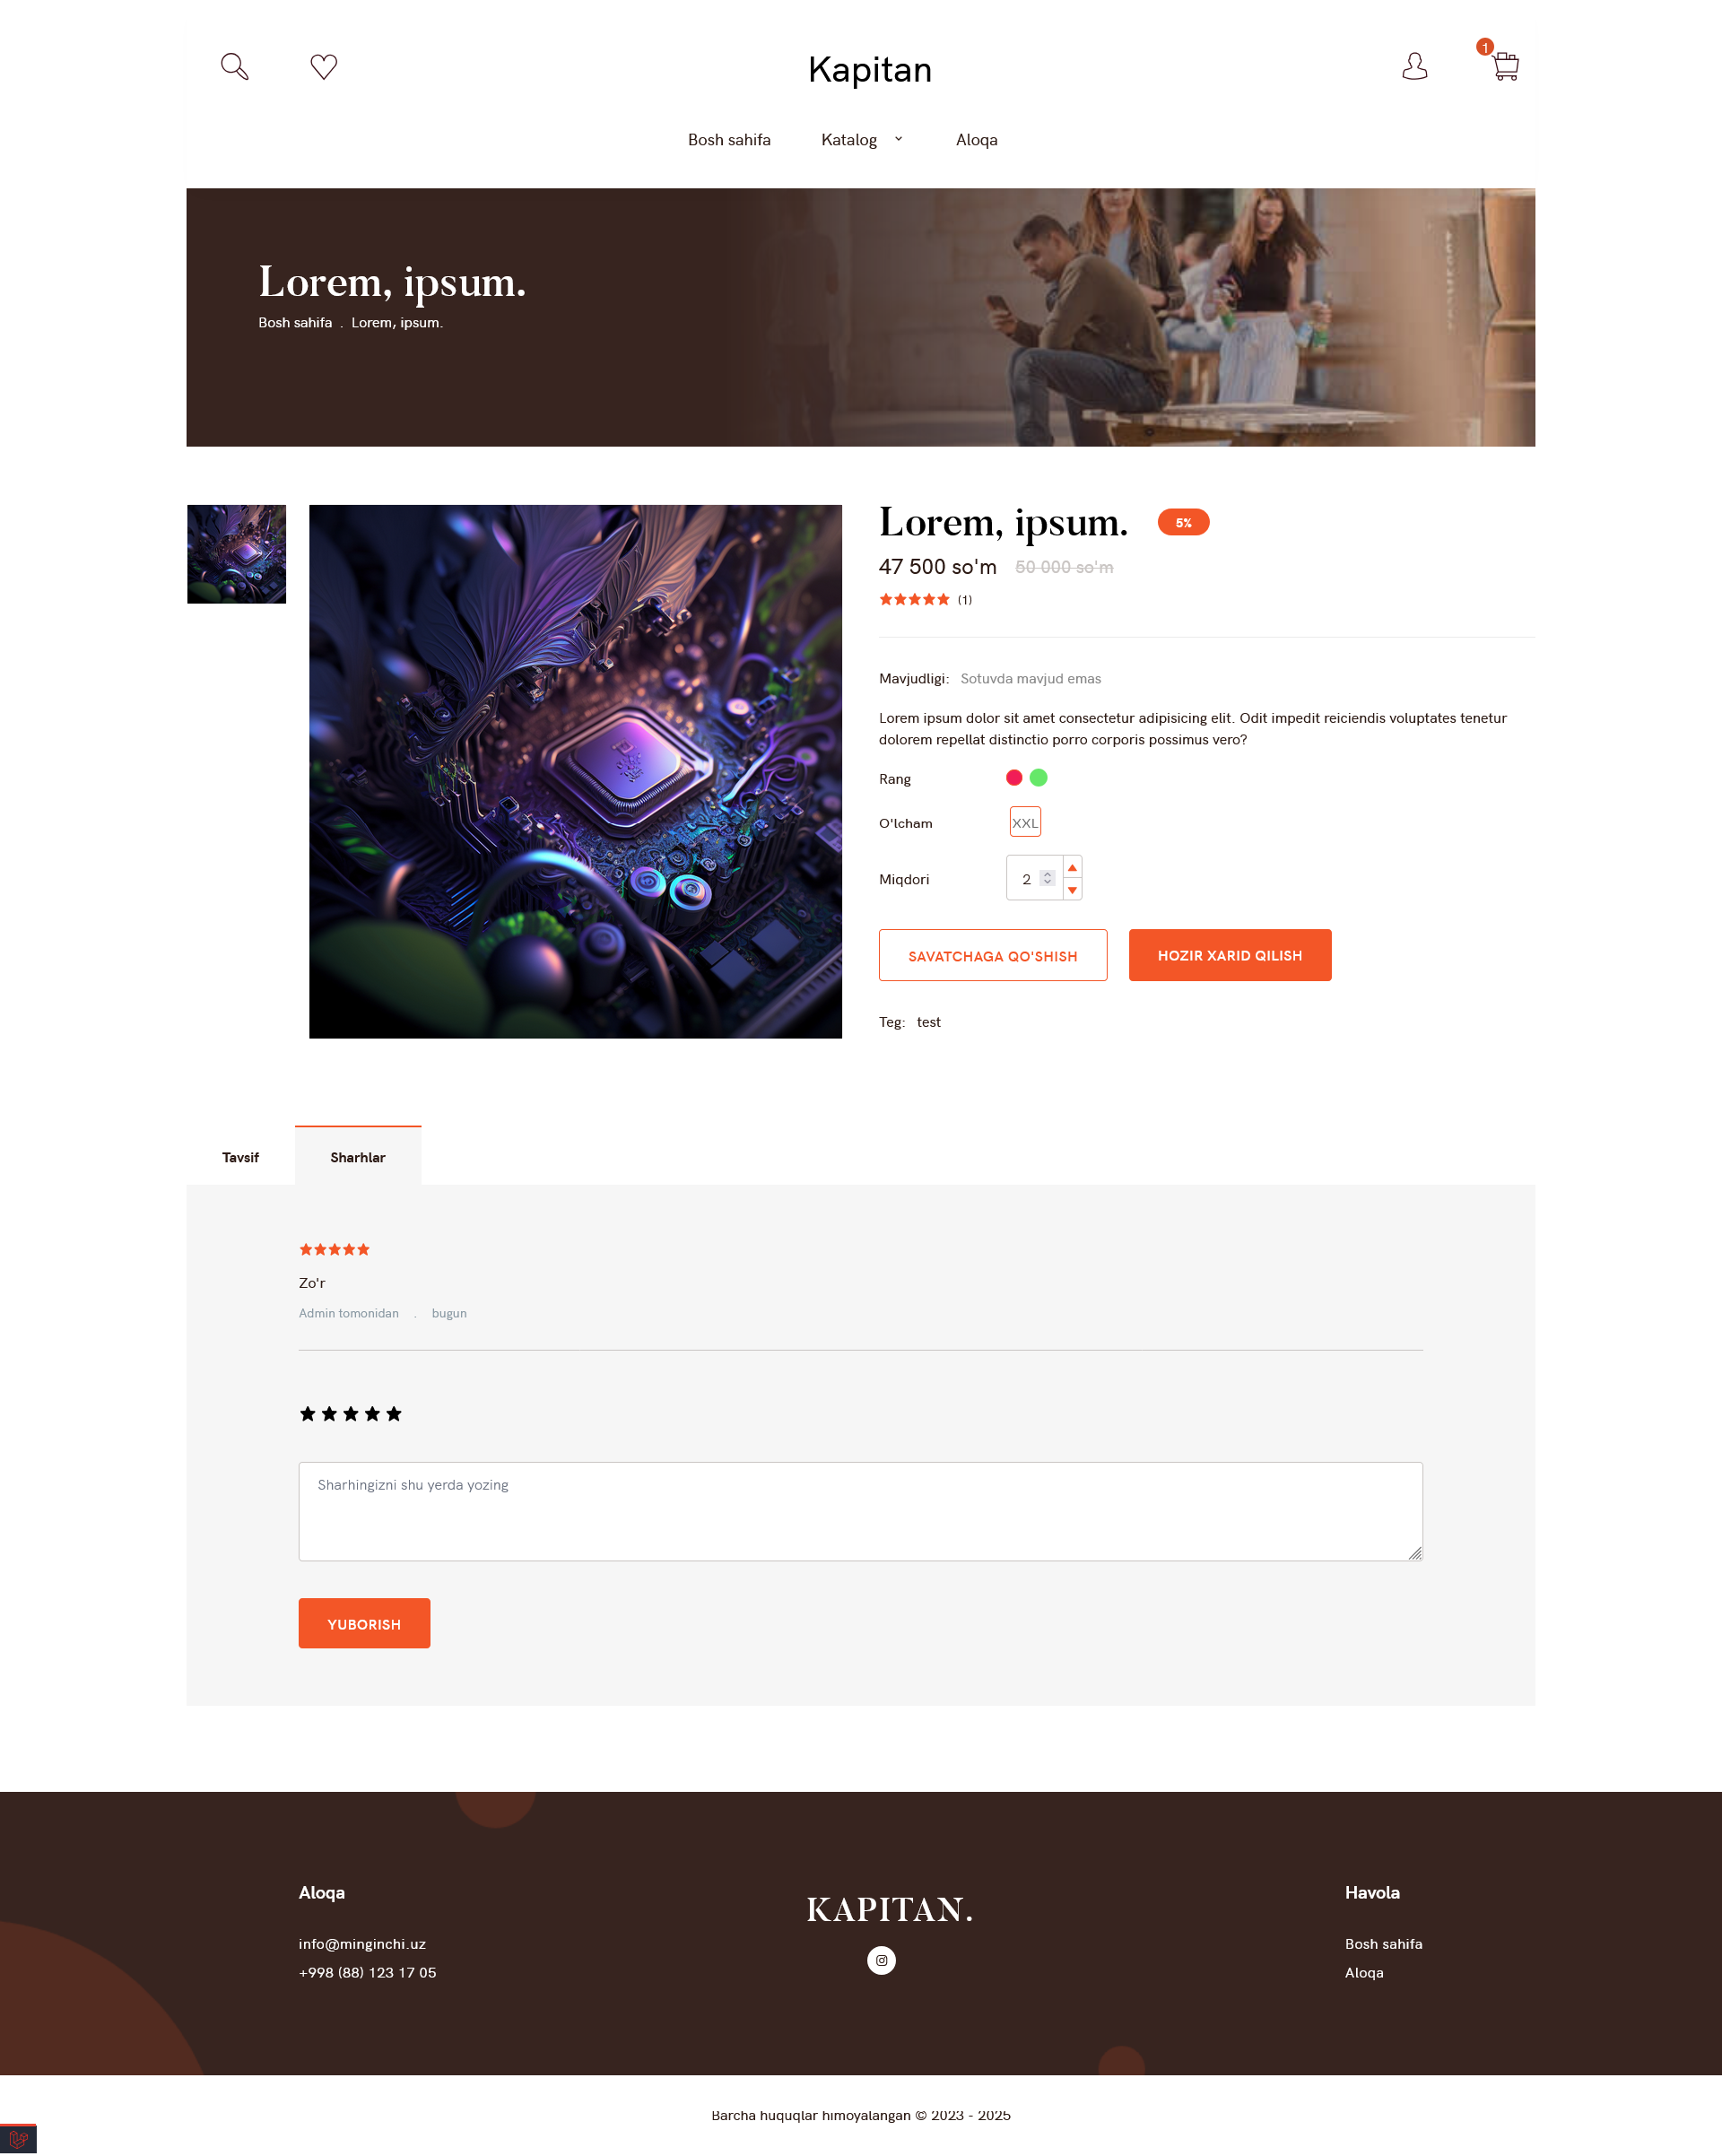 1
Kapitan
Bosh sahifa Katalog Aloqa
Lorem, ipsum.
Bosh sahifa . Lorem, ipsum.
Lorem, ipsum. 5%
47 500 so'm 50 000 so'm
(1)
Mavjudligi: Sotuvda mavjud emas
Lorem ipsum dolor sit amet consectetur adipisicing elit. Odit impedit reiciendis voluptates tenetur
dolorem repellat distinctio porro corporis possimus vero?
Rang
O'lcham XXL
Miqdori 2
SAVATCHAGA QO'SHISH HOZIR XARID QILISH
Teg: test
Tavsif Sharhlar
Zo'r
Admin tomonidan . bugun
Sharhingizni shu yerda yozing
YUBORISH
Aloqa
info@minginchi.uz
+998 (88) 123 17 05
KAPITAN.
Havola
Bosh sahifa
Aloqa
Barcha huquqlar himoyalangan © 2023 - 2025